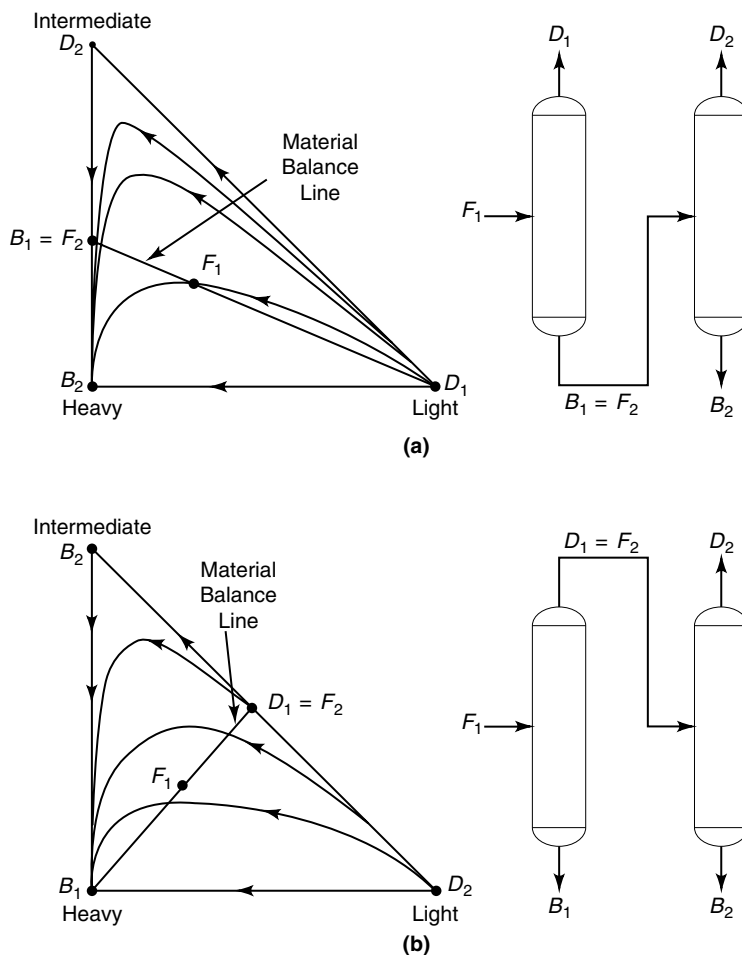 Intermediate
D₂
Material
Balance
Line
B₁ = F₂
F₁
B₂
D₁
Heavy
Light
D₁
D₂
F₁
B₁ = F₂
B₂
(a)
Intermediate
B₂
Material
Balance
Line
D₁ = F₂
F₁
B₁
D₂
Heavy
Light
D₁ = F₂
D₂
F₁
B₁
B₂
(b)